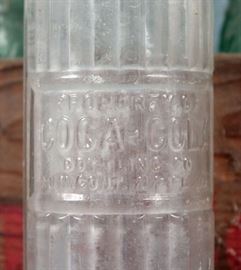 PROPERTY OF
COCA-COLA
BOTTLING CO